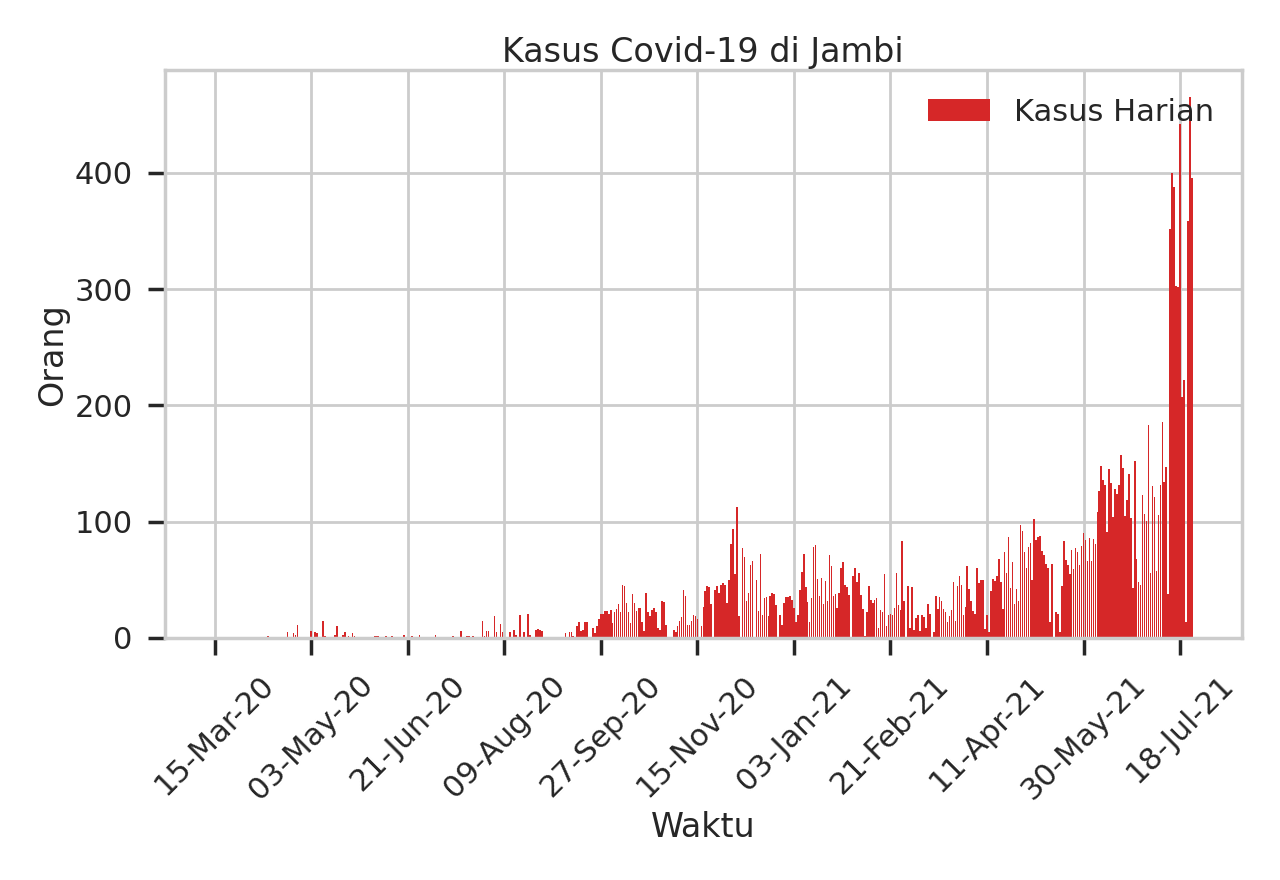 Kasus Covid-19 di Jambi
Kasus Harian
Orang
400
300
200
100
0
15-Mar-20
03-May-20
21-Jun-20
09-Aug-20
27-Sep-20
15-Nov-20
03-Jan-21
21-Feb-21
11-Apr-21
30-May-21
18-Jul-21
Waktu